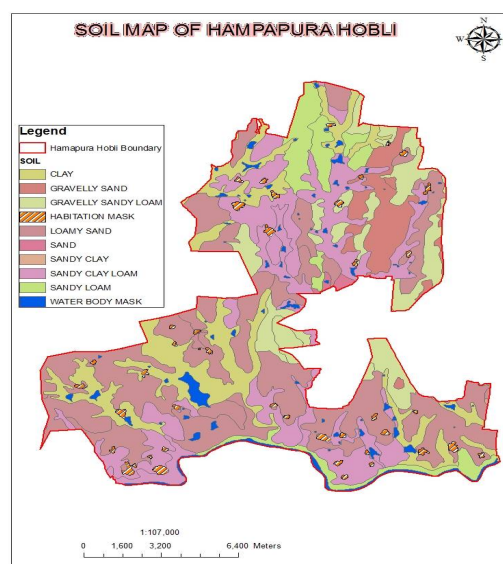 SOIL MAP OF HAMPAPURA HOBLI
N
W E
S
Legend
Hamapura Hobli Boundary
SOIL
CLAY
GRAVELLY SAND
GRAVELLY SANDY LOAM
HABITATION MASK
LOAMY SAND
SAND
SANDY CLAY
SANDY CLAY LOAM
SANDY LOAM
WATER BODY MASK
1:107,000
0 1,600 3,200 6,400 Meters